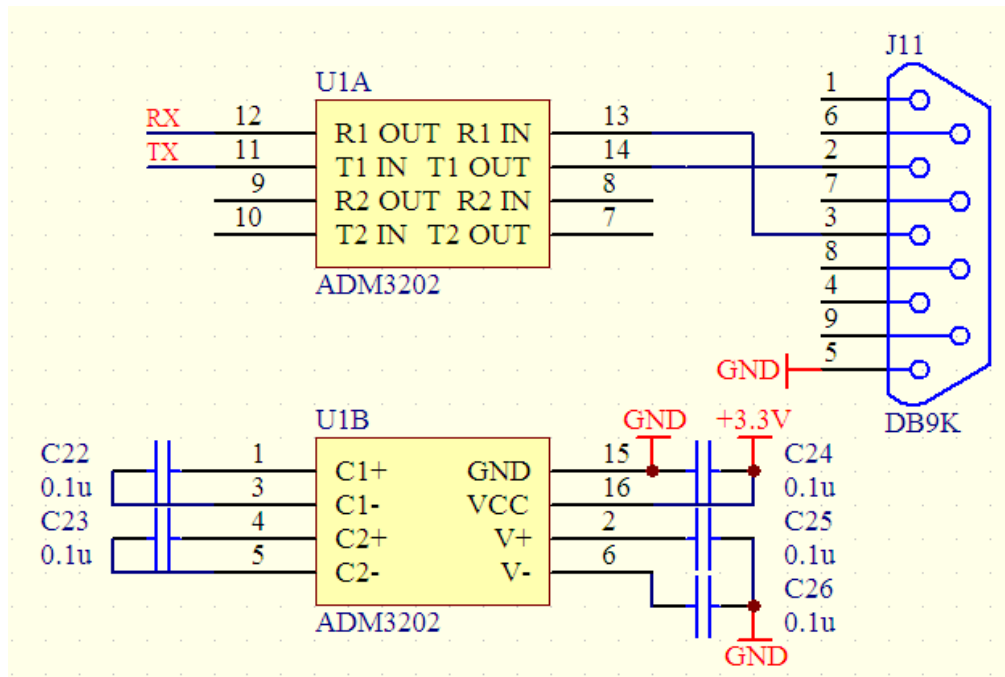 J11
U1A
1
RX 12 R1 OUT R1 IN 13 6
TX 11 T1 IN T1 OUT 14 2
9 R2 OUT R2 IN 8 7
10 T2 IN T2 OUT 7 3
ADM3202 8
4
9
GND 5
DB9K
U1B GND +3.3V
C22 1 C1+ GND 15 C24
0.1u 3 C1- VCC 16 0.1u
C23 4 C2+ V+ 2 C25
0.1u 5 C2- V- 6 0.1u
C26
ADM3202 0.1u
GND